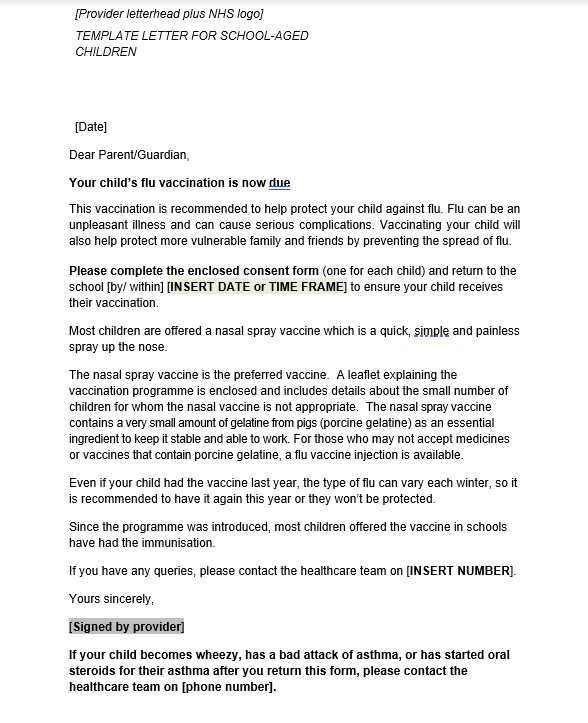 [Provider letterhead plus NHS logo]
TEMPLATE LETTER FOR SCHOOL-AGED
CHILDREN
[Date]
Dear Parent/Guardian,
Your child’s flu vaccination is now due
This vaccination is recommended to help protect your child against flu. Flu can be an
unpleasant illness and can cause serious complications. Vaccinating your child will
also help protect more vulnerable family and friends by preventing the spread of flu.
Please complete the enclosed consent form (one for each child) and return to the
school [by/ within] [INSERT DATE or TIME FRAME] to ensure your child receives
their vaccination.
Most children are offered a nasal spray vaccine which is a quick, simple and painless
spray up the nose.
The nasal spray vaccine is the preferred vaccine.  A leaflet explaining the
vaccination programme is enclosed and includes details about the small number of
children for whom the nasal vaccine is not appropriate.  The nasal spray vaccine
contains a very small amount of gelatine from pigs (porcine gelatine) as an essential
ingredient to keep it stable and able to work. For those who may not accept medicines
or vaccines that contain porcine gelatine, a flu vaccine injection is available.
Even if your child had the vaccine last year, the type of flu can vary each winter, so it
is recommended to have it again this year or they won’t be protected.
Since the programme was introduced, most children offered the vaccine in schools
have had the immunisation.
If you have any queries, please contact the healthcare team on [INSERT NUMBER].
Yours sincerely,
[Signed by provider]
If your child becomes wheezy, has a bad attack of asthma, or has started oral
steroids for their asthma after you return this form, please contact the
healthcare team on [phone number].